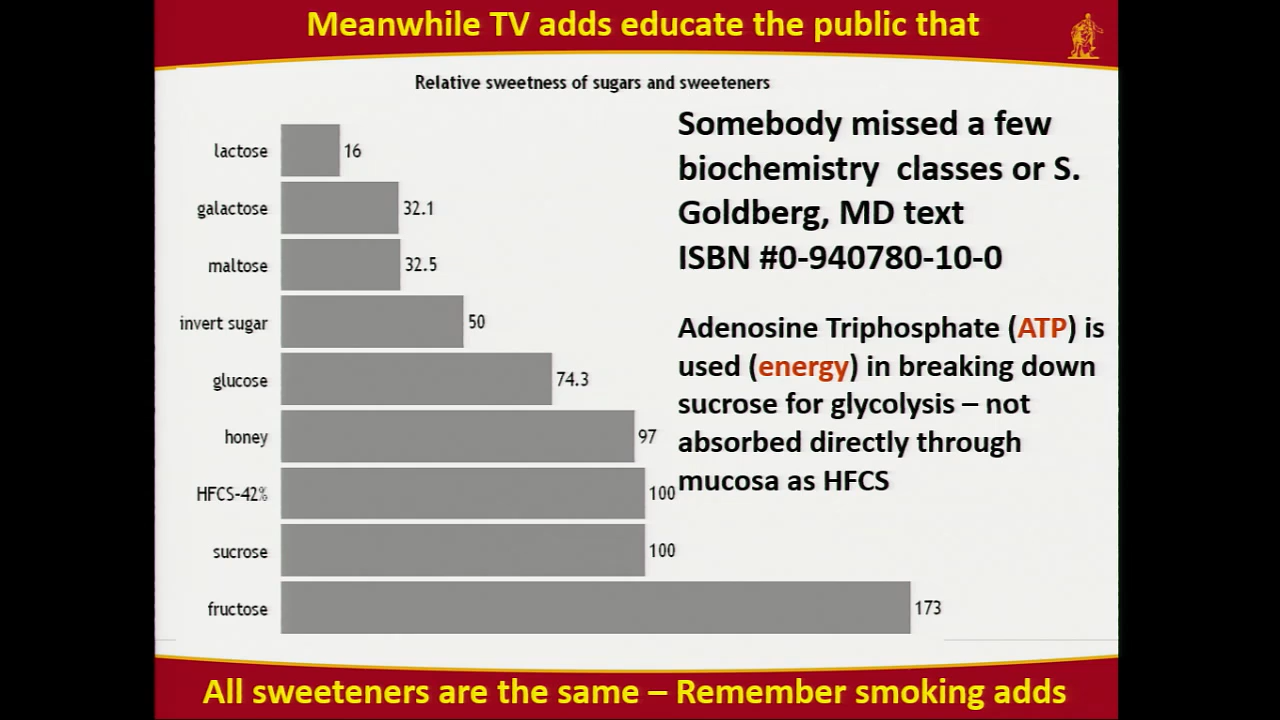 Meanwhile TV adds educate the public that
Relative sweetness of sugars and sweeteners
lactose 16
galactose 32.1
maltose 32.5
invert sugar 50
glucose 74.3
honey 97
HFCS-42% 100
sucrose 100
fructose 173
Somebody missed a few
biochemistry classes or S.
Goldberg, MD text
ISBN #0-940780-10-0
Adenosine Triphosphate (ATP) is
used (energy) in breaking down
sucrose for glycolysis – not
absorbed directly through
mucosa as HFCS
All sweeteners are the same – Remember smoking adds